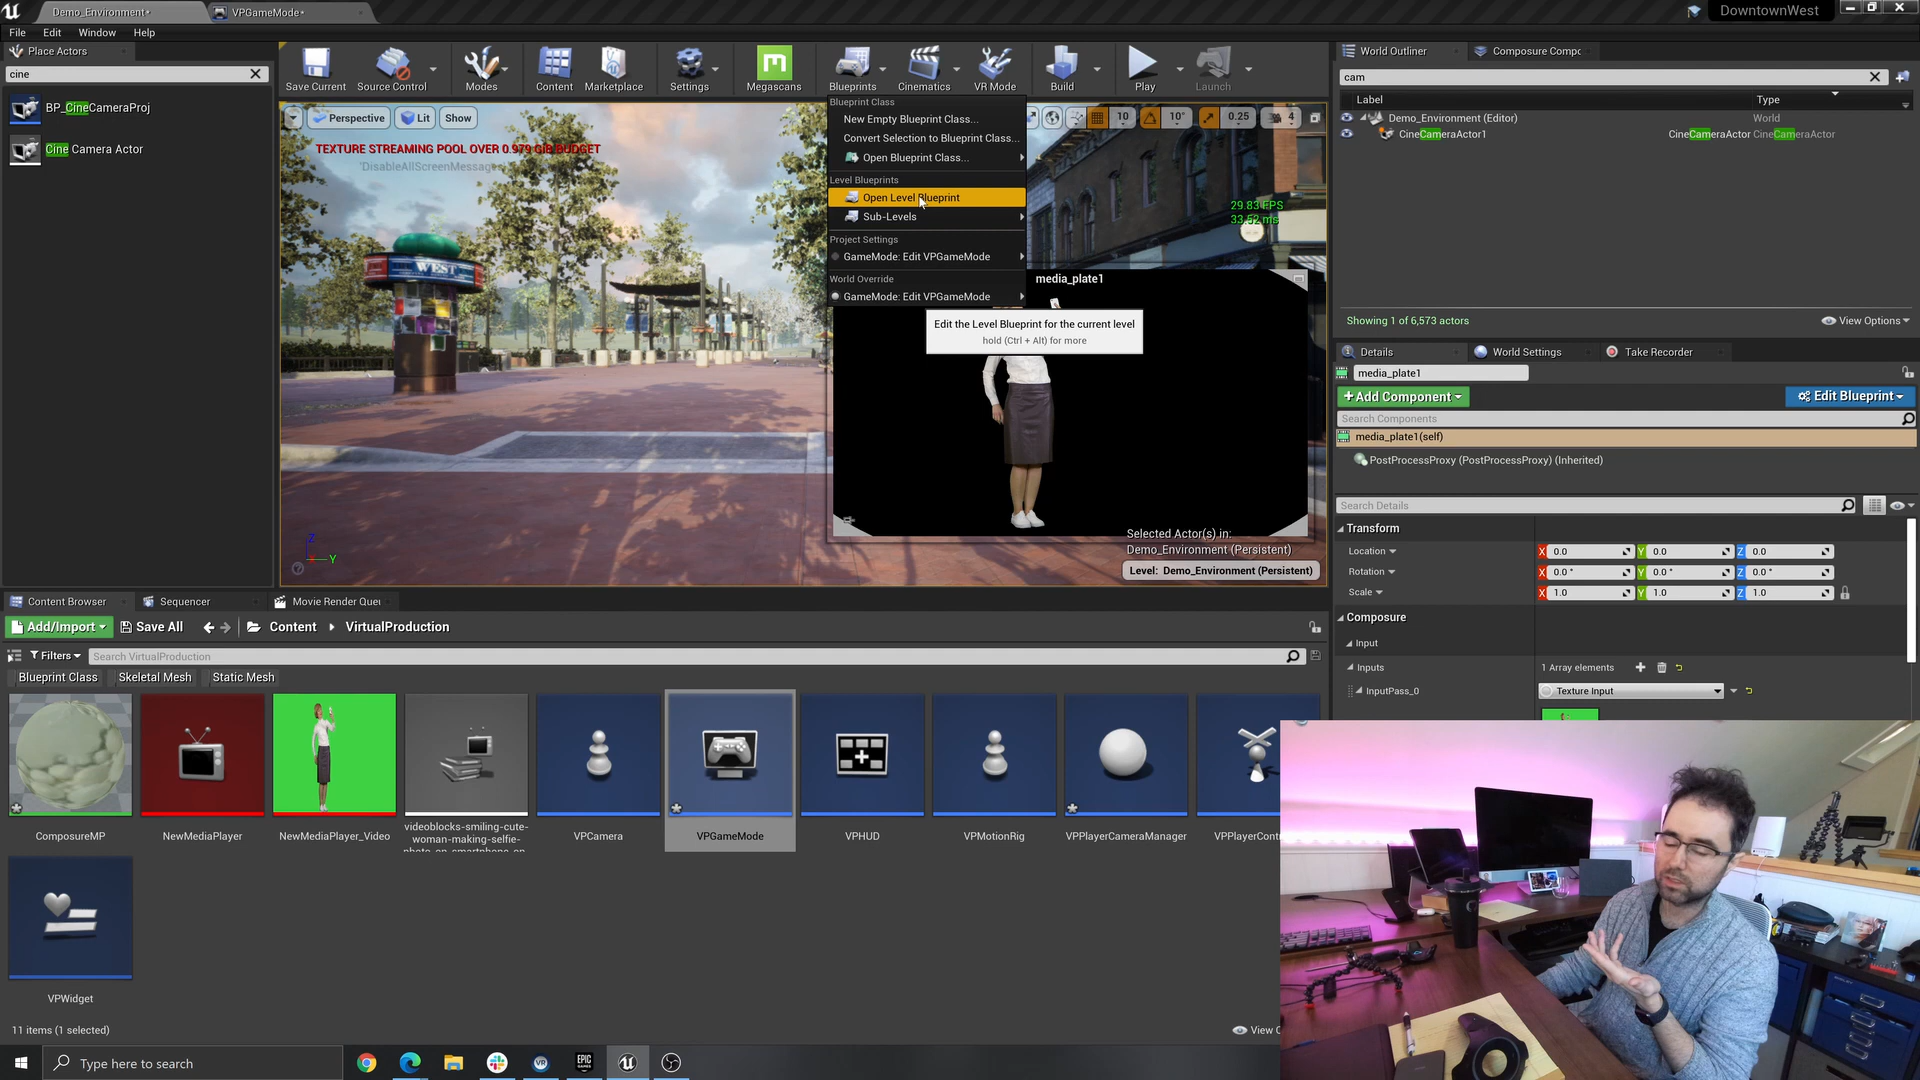 Demo_Environment•
VPGameMode•
DowntownWest
File
Edit
Window
Help
Place Actors
cine
BP_CineCameraProj
Cine Camera Actor
Save Current
Source Control
Modes
Content
Marketplace
Settings
Megascans
Blueprints
Cinematics
VR Mode
Build
Play
Launch
Perspective
Lit
Show
10
10°
0.25
4
TEXTURE STREAMING POOL OVER 0.979 GiB BUDGET
'DisableAllScreenMessages
WEST
Blueprint Class
New Empty Blueprint Class...
Convert Selection to Blueprint Class...
Open Blueprint Class...
Level Blueprints
Open Level Blueprint
Sub-Levels
Project Settings
GameMode: Edit VPGameMode
World Override
GameMode: Edit VPGameMode
Edit the Level Blueprint for the current level
hold (Ctrl + Alt) for more
29.83 FPS
33.52 ms
media_plate1
Selected Actor(s) in:
Demo_Environment (Persistent)
Level: Demo_Environment (Persistent)
Z
Y
World Outliner
Composure Compc
cam
Label
Type
Demo_Environment (Editor)
World
CineCameraActor1
CineCameraActor CineCameraActor
Showing 1 of 6,573 actors
View Options
Details
World Settings
Take Recorder
media_plate1
+Add Component
Edit Blueprint
Search Components
media_plate1(self)
PostProcessProxy (PostProcessProxy) (Inherited)
Search Details
Transform
Location
X 0.0
Y 0.0
Z 0.0
Rotation
X 0.0 °
Y 0.0 °
Z 0.0 °
Scale
X 1.0
Y 1.0
Z 1.0
Composure
Input
Inputs
1 Array elements
InputPass_0
Texture Input
Content Browser
Sequencer
Movie Render Que
Add/Import
Save All
Content
VirtualProduction
Filters
Search VirtualProduction
Blueprint Class
Skeletal Mesh
Static Mesh
ComposureMP
NewMediaPlayer
NewMediaPlayer_Video
videoblocks-smiling-cute-
woman-making-selfie-
photo-on-smartphone-on-
VPCamera
VPGameMode
VPHUD
VPMotionRig
VPPlayerCameraManager
VPPlayerCont
VPWidget
11 items (1 selected)
View O
Type here to search
EPIC
GAMES